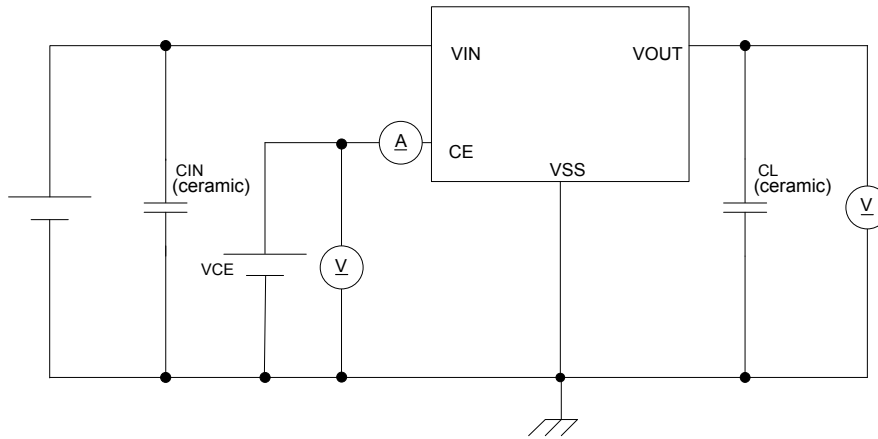 VIN
VOUT
A
CE
VSS
CIN
(ceramic)
CL
(ceramic)
V
VCE
V